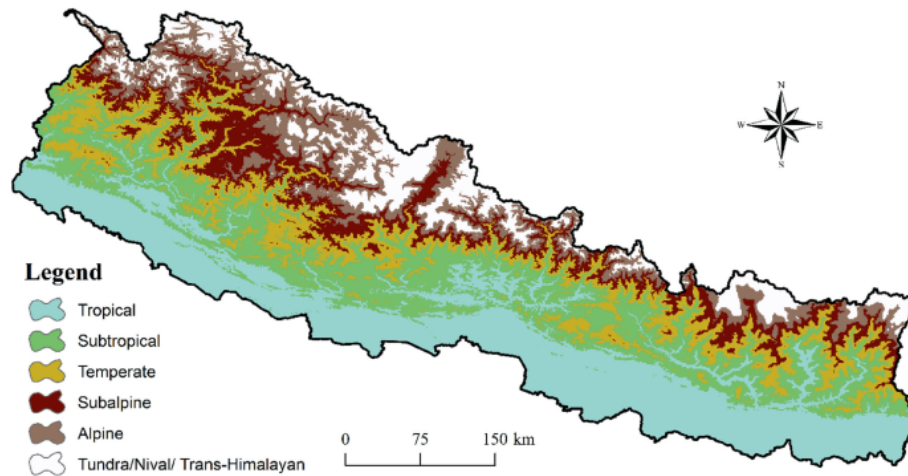 N
W E
S
Legend
Tropical
Subtropical
Temperate
Subalpine
Alpine
Tundra/Nival/ Trans-Himalayan
0 75 150 km